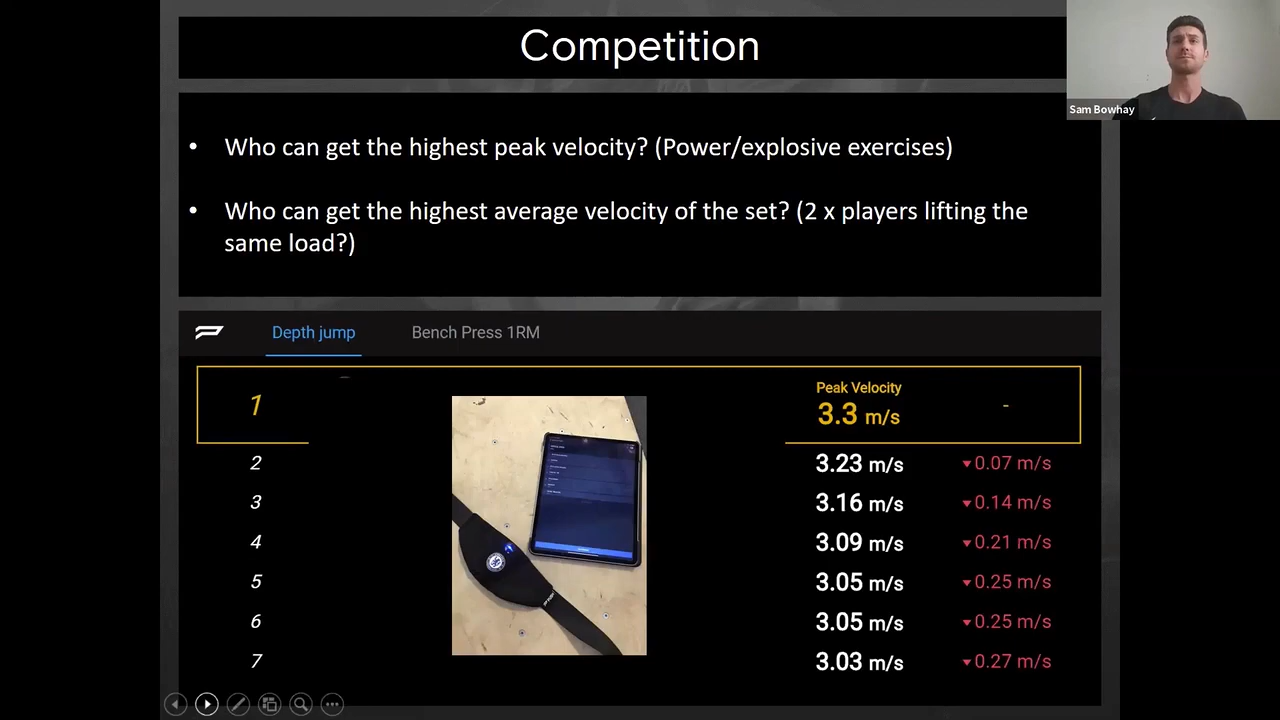 Competition
Sam Bowhay
• Who can get the highest peak velocity? (Power/explosive exercises)
• Who can get the highest average velocity of the set? (2 x players lifting the
same load?)
Depth jump Bench Press 1RM
Peak Velocity
1 3.3 m/s -
2 3.23 m/s ▼0.07 m/s
3 3.16 m/s ▼0.14 m/s
4 3.09 m/s ▼0.21 m/s
5 3.05 m/s ▼0.25 m/s
6 3.05 m/s ▼0.25 m/s
7 3.03 m/s ▼0.27 m/s